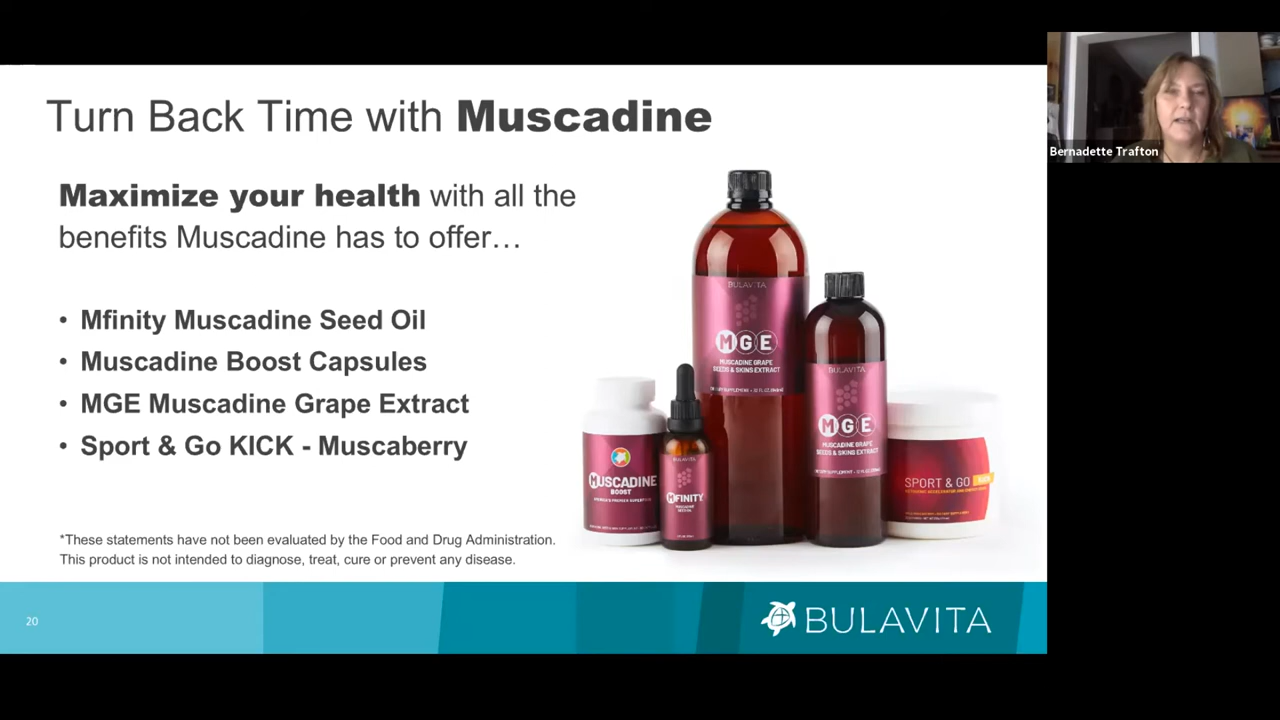 Turn Back Time with Muscadine
Maximize your health with all the
benefits Muscadine has to offer…
• Mfinity Muscadine Seed Oil
• Muscadine Boost Capsules
• MGE Muscadine Grape Extract
• Sport & Go KICK - Muscaberry
*These statements have not been evaluated by the Food and Drug Administration.
This product is not intended to diagnose, treat, cure or prevent any disease.
20
BULAVITA
MGE
MUSCADINE GRAPE
SEEDS & SKINS EXTRACT
BULAVITA
MGE
MUSCADINE GRAPE
SEEDS & SKINS EXTRACT
MUSCADINE
BOOST
BULAVITA
MFINITY
SPORT & GO
BULAVITA
Bernadette Trafton